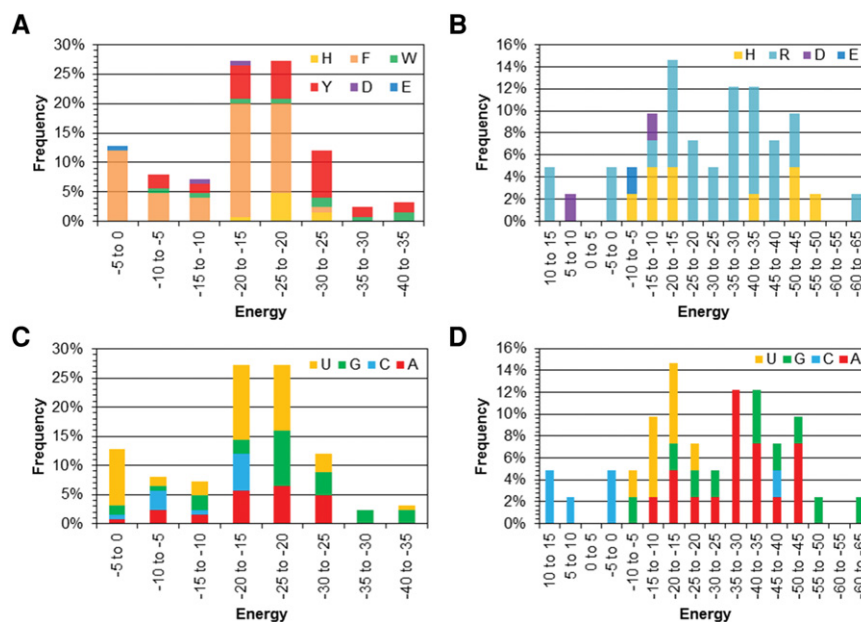 A
30%
25%
20%
15%
10%
5%
0%
Frequency
H F W
Y D E
-5 to 0
-10 to -5
-15 to -10
-20 to -15
-25 to -20
-30 to -25
-35 to -30
-40 to -35
Energy
B
16%
14%
12%
10%
8%
6%
4%
2%
0%
Frequency
H R D E
10 to 15
5 to 10
0 to 5
-5 to 0
-10 to -5
-15 to -10
-20 to -15
-20 to -25
-25 to -30
-35 to -30
-40 to -35
-40 to -45
-50 to -45
-55 to -50
-60 to -55
-60 to -65
Energy
C
30%
25%
20%
15%
10%
5%
0%
Frequency
U G C A
-5 to 0
-10 to -5
-15 to -10
-20 to -15
-25 to -20
-30 to -25
-35 to -30
-40 to -35
Energy
D
16%
14%
12%
10%
8%
6%
4%
2%
0%
Frequency
U G C A
10 to 15
5 to 10
0 to 5
-5 to 0
-10 to -5
-15 to -10
-20 to -15
-20 to -25
-25 to -30
-35 to -30
-40 to -35
-40 to -45
-50 to -45
-55 to -50
-60 to -55
-60 to -65
Energy